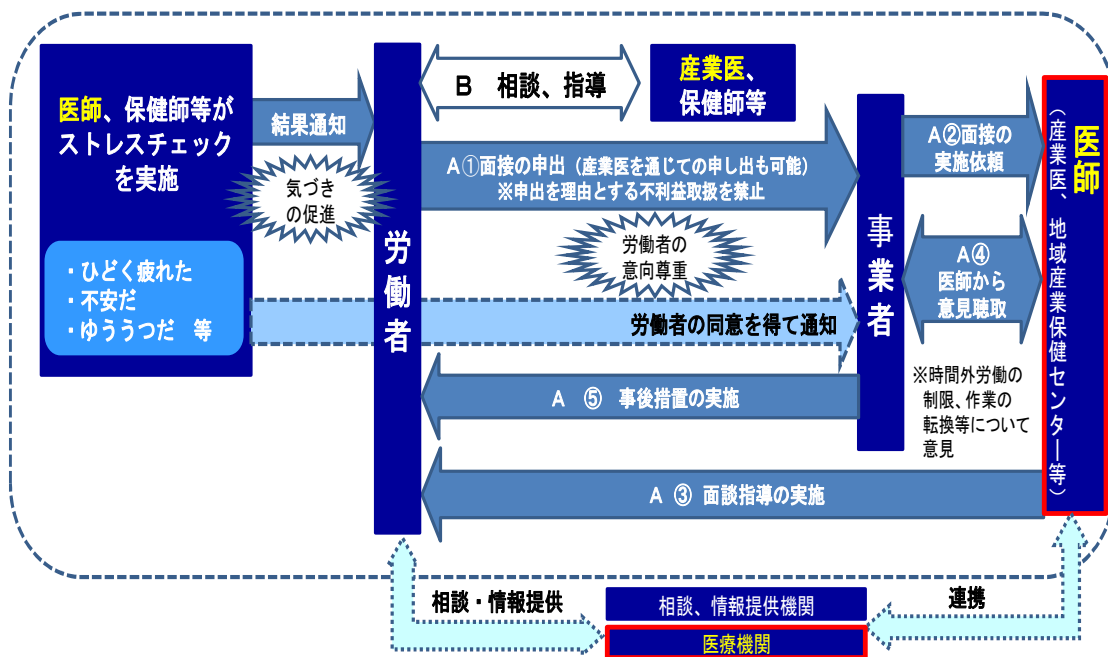 医師、保健師等が
ストレスチェック
を実施
・ひどく疲れた
・不安だ
・ゆううつだ　等
結果通知
気づき
の促進
労働者
B　相談、指導
産業医、
保健師等
A①面接の申出（産業医を通じての申し出も可能）
※申出を理由とする不利益取扱を禁止
労働者の
意向尊重
労働者の同意を得て通知
A　⑤　事後措置の実施
A　③　面談指導の実施
事業者
A②面接の
実施依頼
A④
医師から
意見聴取
※時間外労働の
制限、作業の
転換等について
意見
医師
（産業医、地域産業保健センター等）
相談・情報提供
相談、情報提供機関
医療機関
連携